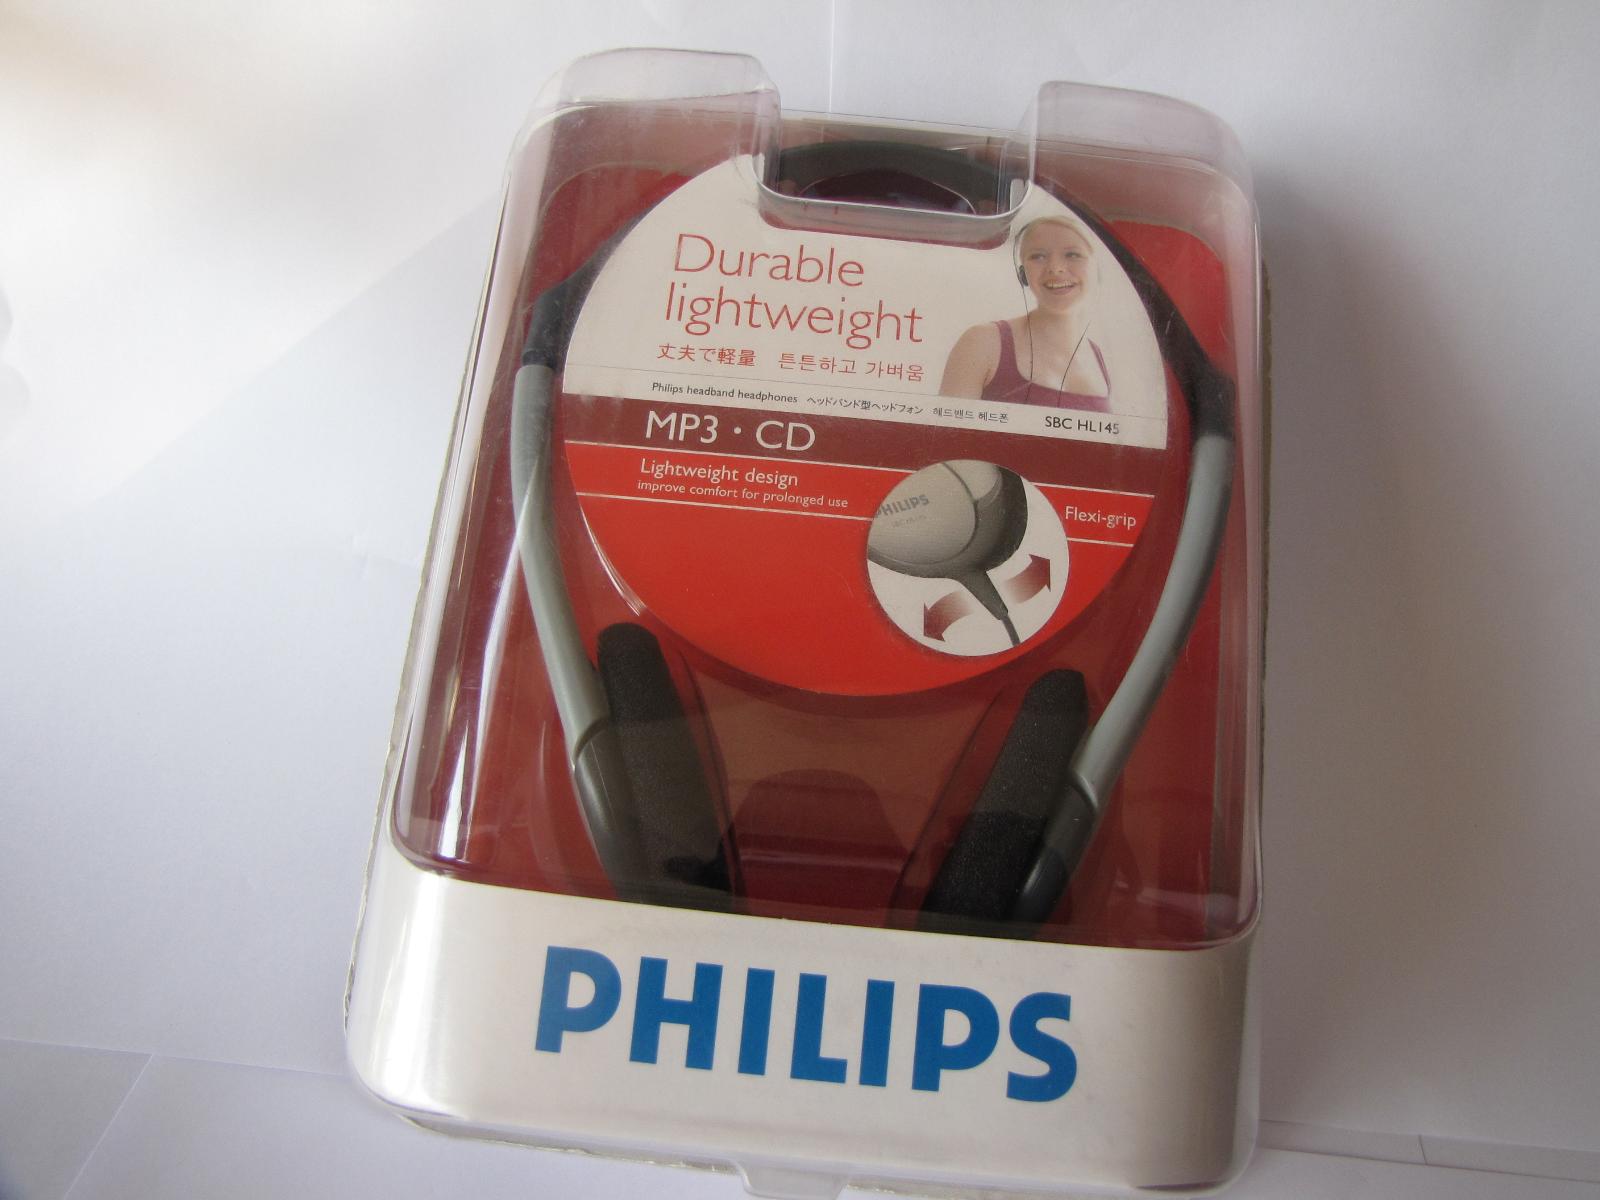 Durable
lightweight
丈夫で軽量 튼튼하고 가벼움
Philips headband headphones ヘッドバンド型ヘッドフォン 헤드밴드 헤드폰 SBC HL145
MP3 · CD
Lightweight design
improve comfort for prolonged use
PHILIPS
Flexi-grip
PHILIPS